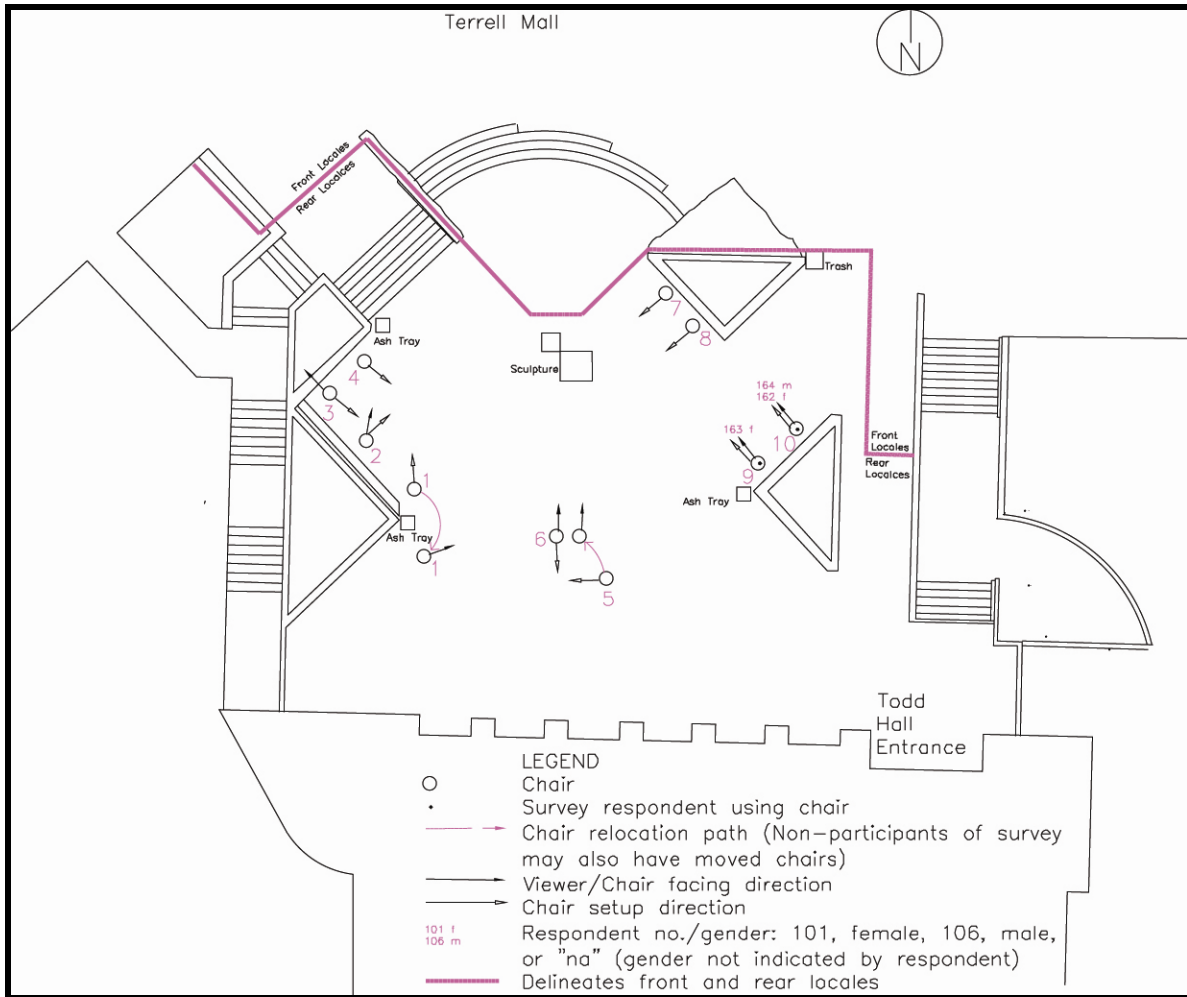 Terrell Mall
N
Front Locales
Rear Localces
Trash
Ash Tray
Sculpture
7
8
4
3
2
1
164 m
162 f
10
163 f
9
Front
Locales
Rear
Localces
Ash Tray
Ash Tray
1
6
5
Todd
Hall
Entrance
LEGEND
Chair
Survey respondent using chair
Chair relocation path (Non-participants of survey
may also have moved chairs)
Viewer/Chair facing direction
Chair setup direction
101 f
106 m
Respondent no./gender: 101, female, 106, male,
or "na" (gender not indicated by respondent)
Delineates front and rear locales